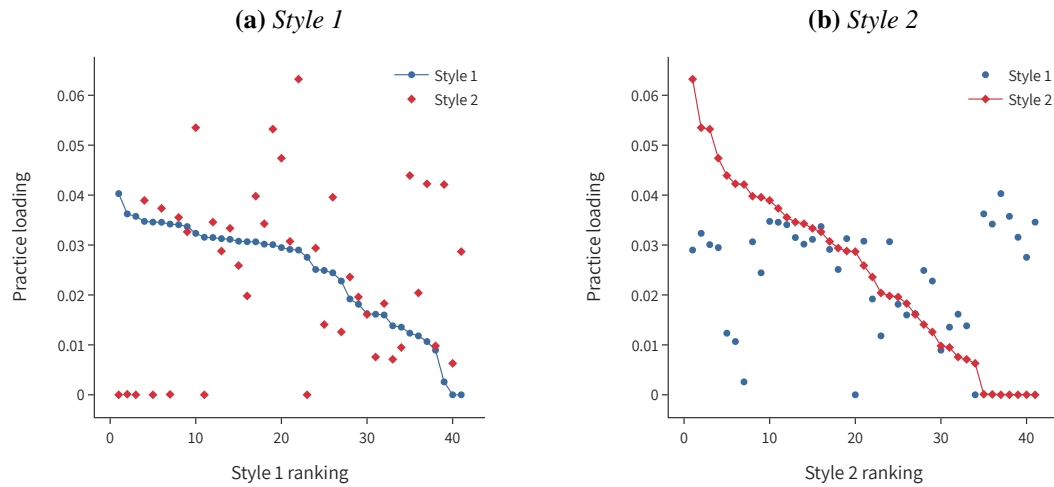 (a) Style 1
Style 1
Style 2
0.06
0.05
0.04
0.03
0.02
0.01
0
0 10 20 30 40
Practice loading
Style 1 ranking
(b) Style 2
Style 1
Style 2
0.06
0.05
0.04
0.03
0.02
0.01
0
0 10 20 30 40
Practice loading
Style 2 ranking